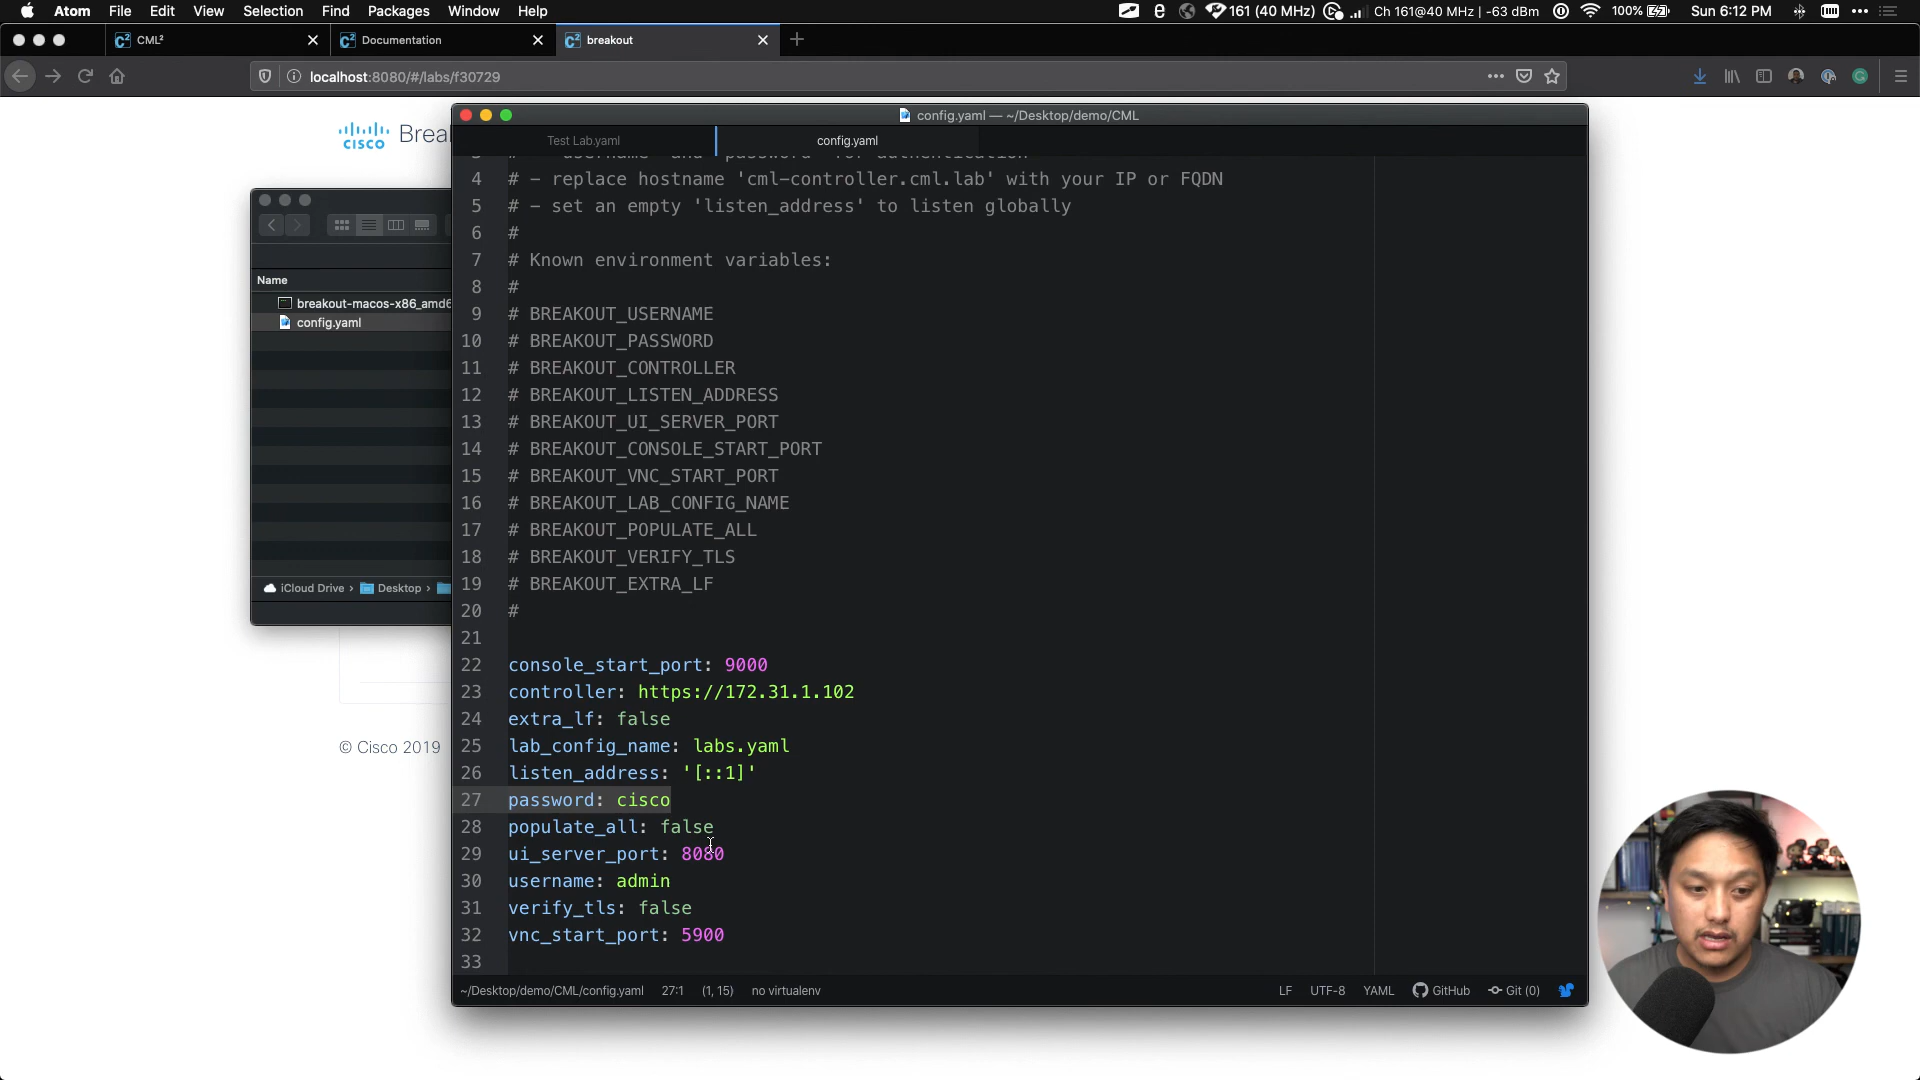 Atom File Edit View Selection Find Packages Window Help 161 (40 MHz) Ch 161@40 MHz | -63 dBm 100% Sun 6:12 PM
CML² Documentation breakout
localhost:8080/#/labs/f30729
config.yaml — ~/Desktop/demo/CML
cisco Brea
Test Lab.yaml config.yaml
4 # - replace hostname 'cml-controller.cml.lab' with your IP or FQDN
5 # - set an empty 'listen_address' to listen globally
6 #
7 # Known environment variables:
8 #
9 # BREAKOUT_USERNAME
10 # BREAKOUT_PASSWORD
11 # BREAKOUT_CONTROLLER
12 # BREAKOUT_LISTEN_ADDRESS
13 # BREAKOUT_UI_SERVER_PORT
14 # BREAKOUT_CONSOLE_START_PORT
15 # BREAKOUT_VNC_START_PORT
16 # BREAKOUT_LAB_CONFIG_NAME
17 # BREAKOUT_POPULATE_ALL
18 # BREAKOUT_VERIFY_TLS
19 # BREAKOUT_EXTRA_LF
20 #
21
22 console_start_port: 9000
23 controller: https://172.31.1.102
24 extra_lf: false
25 lab_config_name: labs.yaml
26 listen_address: '[::1]'
27 password: cisco
28 populate_all: false
29 ui_server_port: 8080
30 username: admin
31 verify_tls: false
32 vnc_start_port: 5900
33
Name
breakout-macos-x86_amd6
config.yaml
iCloud Drive › Desktop ›
© Cisco 2019
~/Desktop/demo/CML/config.yaml 27:1 (1, 15) no virtualenv LF UTF-8 YAML GitHub Git (0)